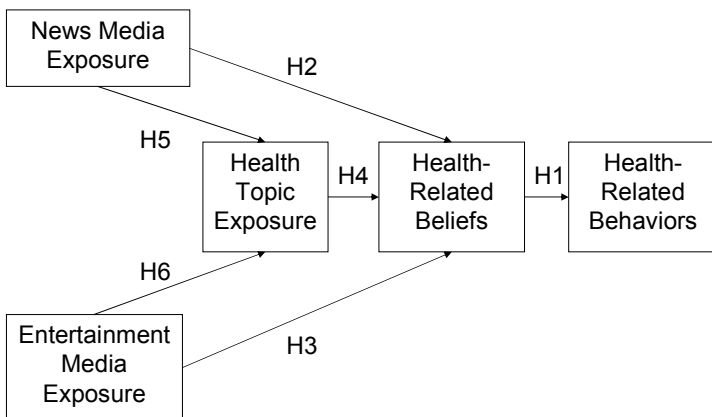 News Media
Exposure
H2
H5
Health
Topic
Exposure
H4
Health-
Related
Beliefs
H1
Health-
Related
Behaviors
H6
Entertainment
Media
Exposure
H3